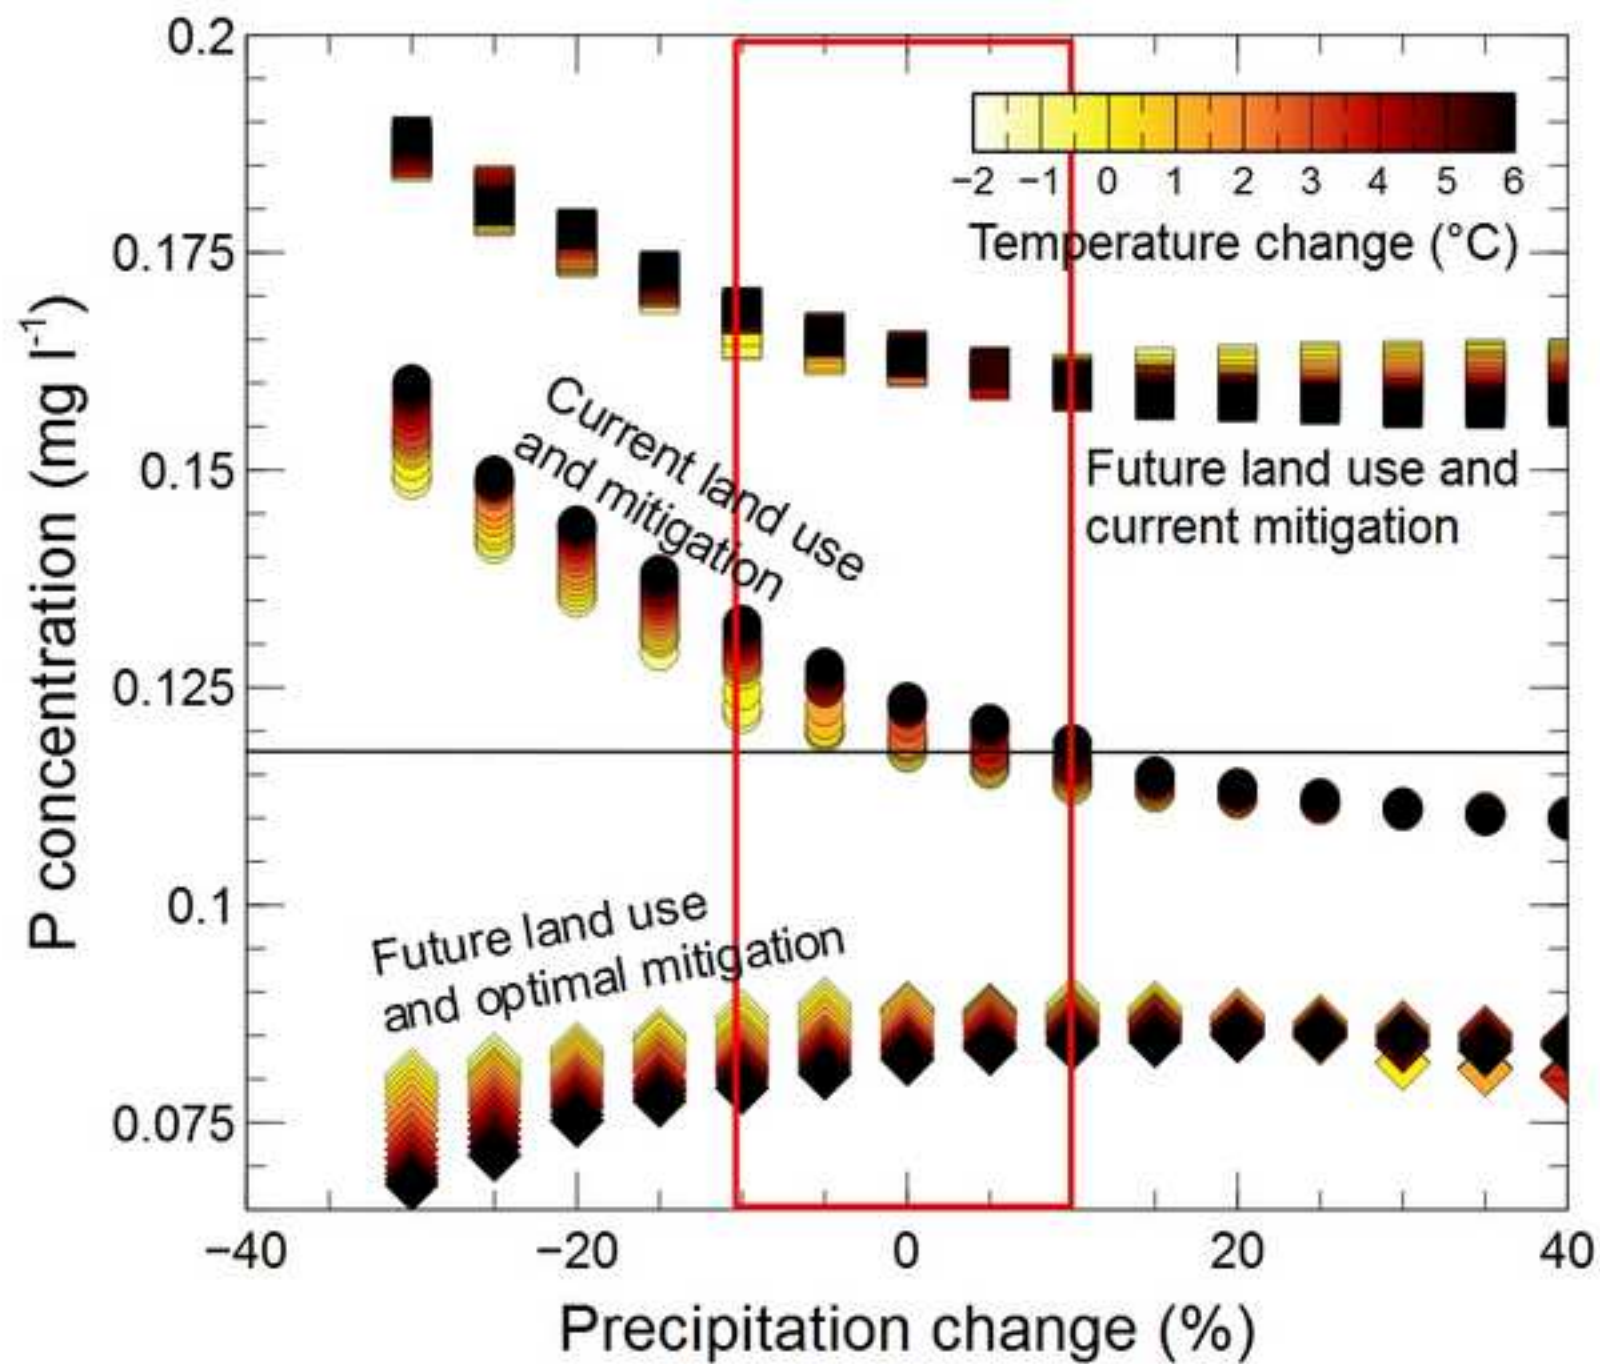 0.2
0.175
0.15
0.125
0.1
0.075
P concentration (mg l-1)
−2 −1 0 1 2 3 4 5 6
Temperature change (°C)
Current land use
and mitigation
Future land use and
current mitigation
Future land use
and optimal mitigation
−40 −20 0 20 40
Precipitation change (%)